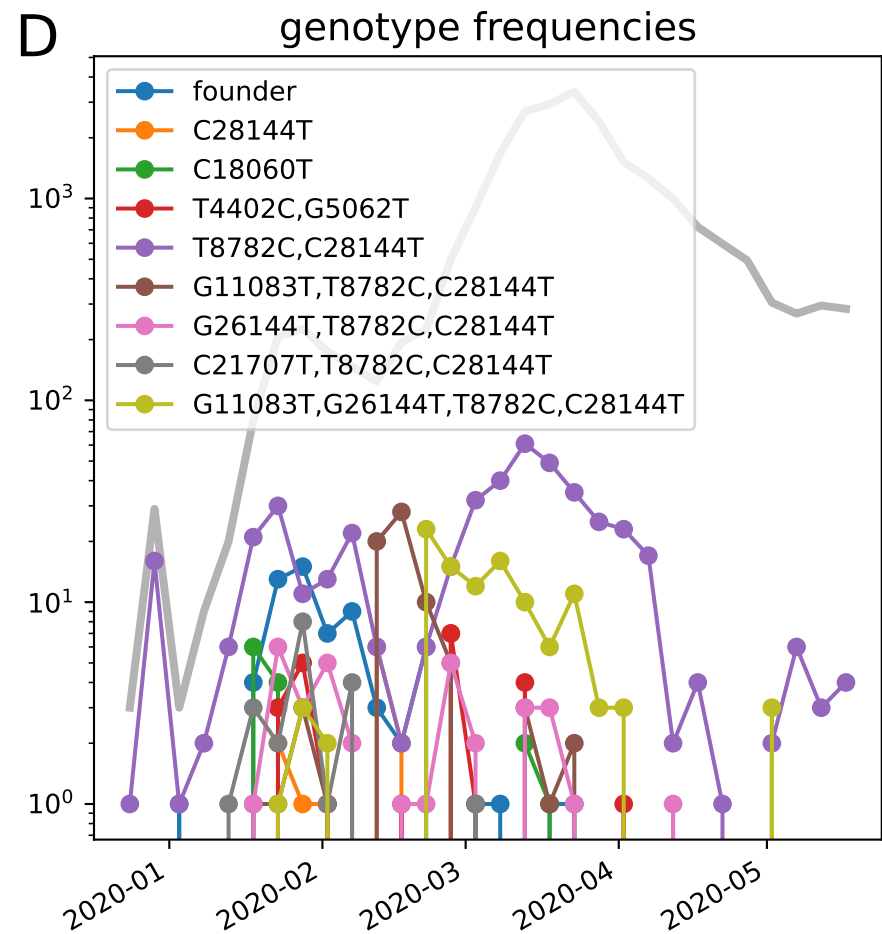 D
genotype frequencies
founder
C28144T
C18060T
T4402C,G5062T
T8782C,C28144T
G11083T,T8782C,C28144T
G26144T,T8782C,C28144T
C21707T,T8782C,C28144T
G11083T,G26144T,T8782C,C28144T
10³
10²
10¹
10⁰
2020-01
2020-02
2020-03
2020-04
2020-05